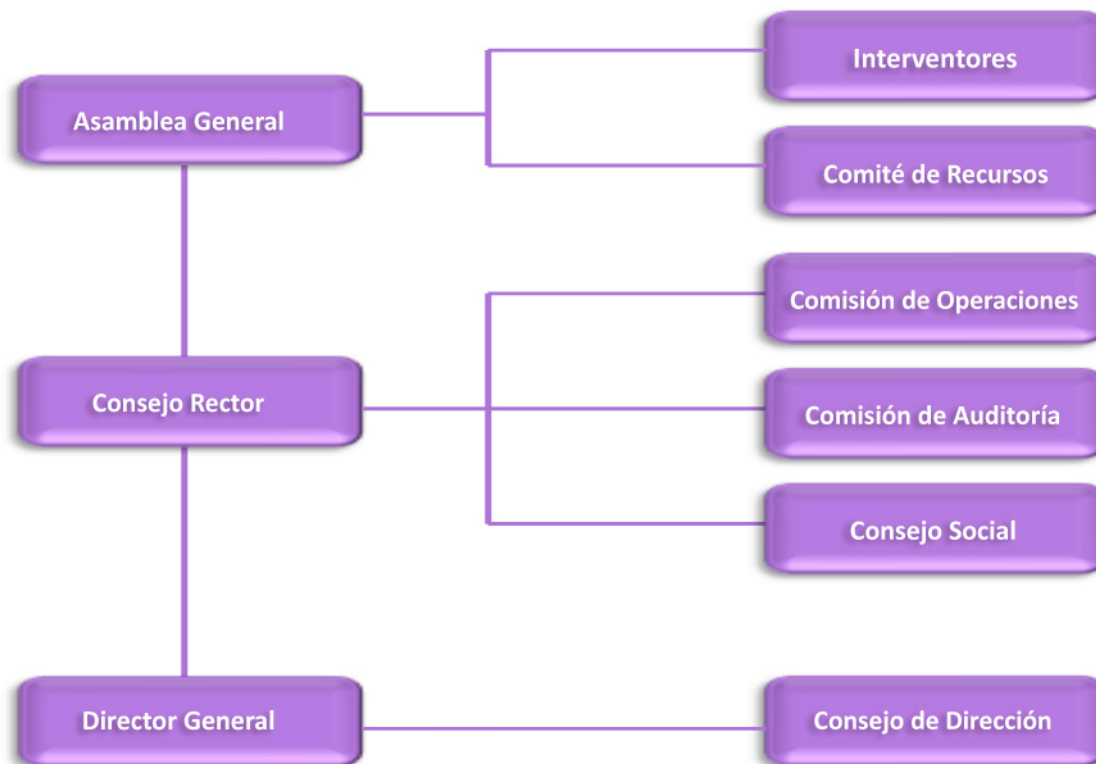 Asamblea General
Interventores
Comité de Recursos
Consejo Rector
Comisión de Operaciones
Comisión de Auditoría
Consejo Social
Director General
Consejo de Dirección